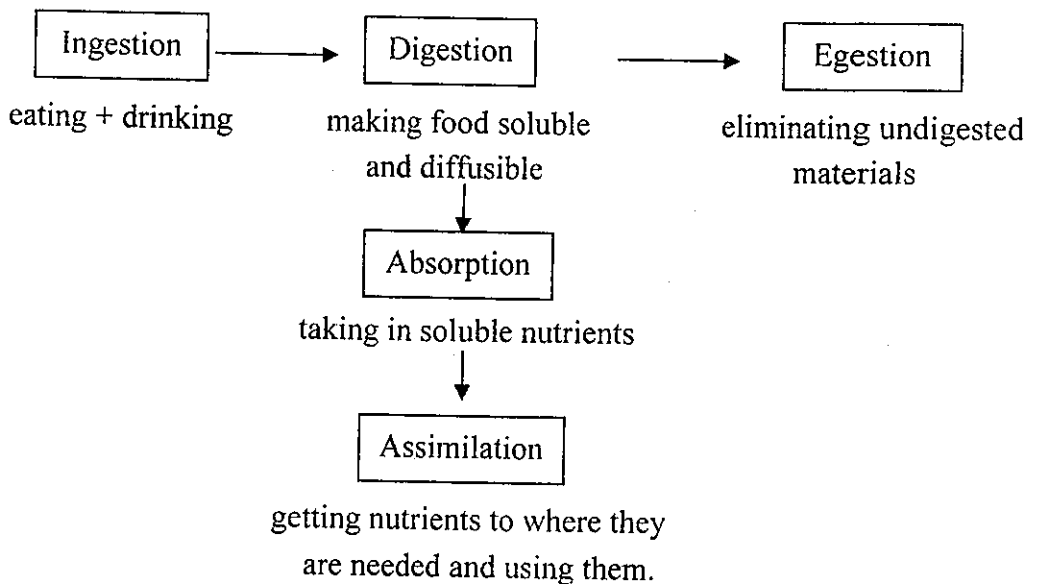 Ingestion
Digestion
Egestion
eating + drinking
making food soluble
and diffusible
eliminating undigested
materials
Absorption
taking in soluble nutrients
Assimilation
getting nutrients to where they
are needed and using them.